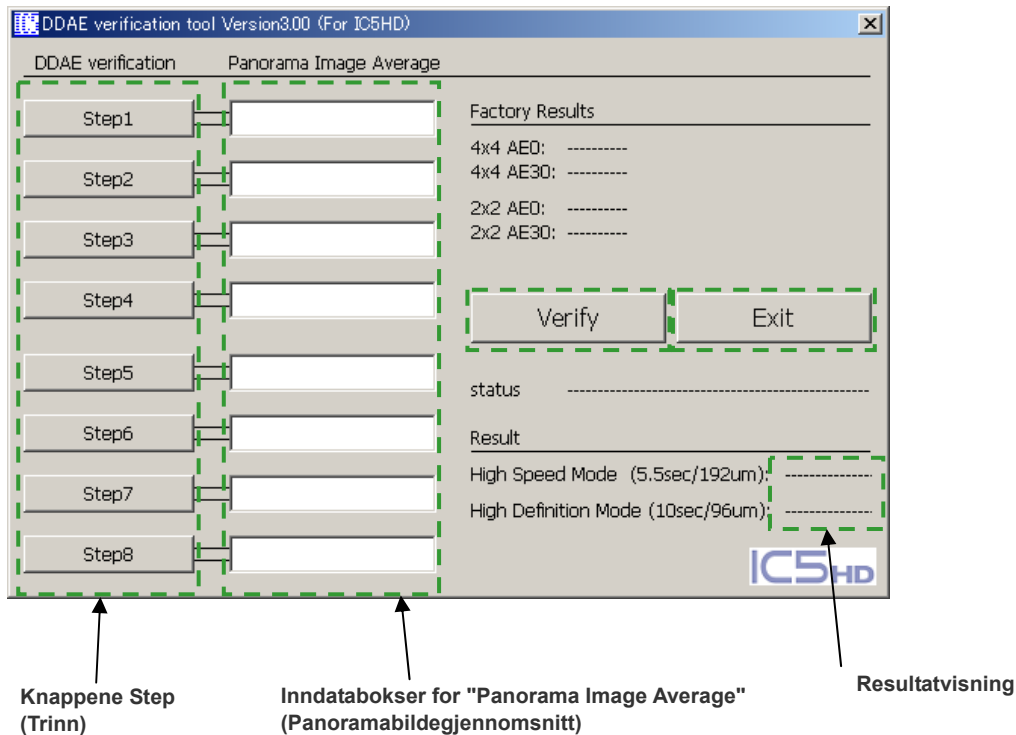 DDAE verification tool Version3.00 (For IC5HD)
DDAE verification
Panorama Image Average
Step1
Step2
Step3
Step4
Step5
Step6
Step7
Step8
Factory Results
4x4 AE0: ----------
4x4 AE30: ----------
2x2 AE0: ----------
2x2 AE30: ----------
Verify
Exit
status --------------------------------------------------
Result
High Speed Mode (5.5sec/192um): ---------------
High Definition Mode (10sec/96um): ---------------
IC5HD
Knappene Step
(Trinn)
Inndatabokser for "Panorama Image Average"
(Panoramabildegjennomsnitt)
Resultatvisning